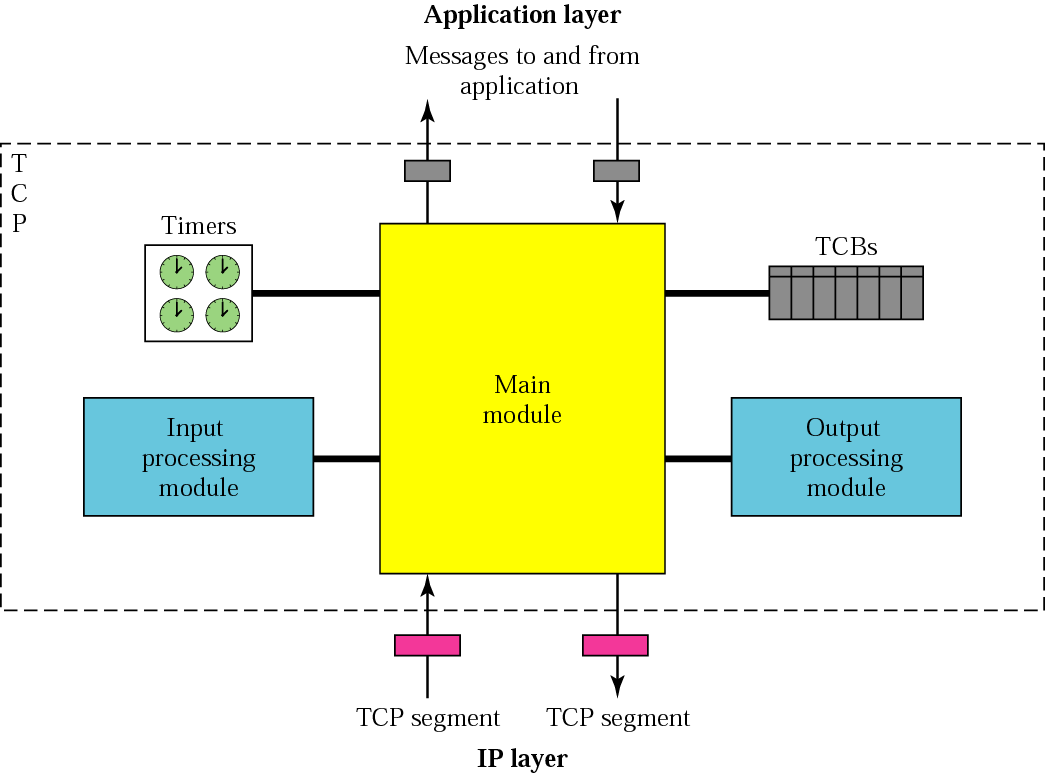 Application layer
Messages to and from
application
T
C
P
Timers
TCBs
Main
module
Input
processing
module
Output
processing
module
TCP segment
TCP segment
IP layer